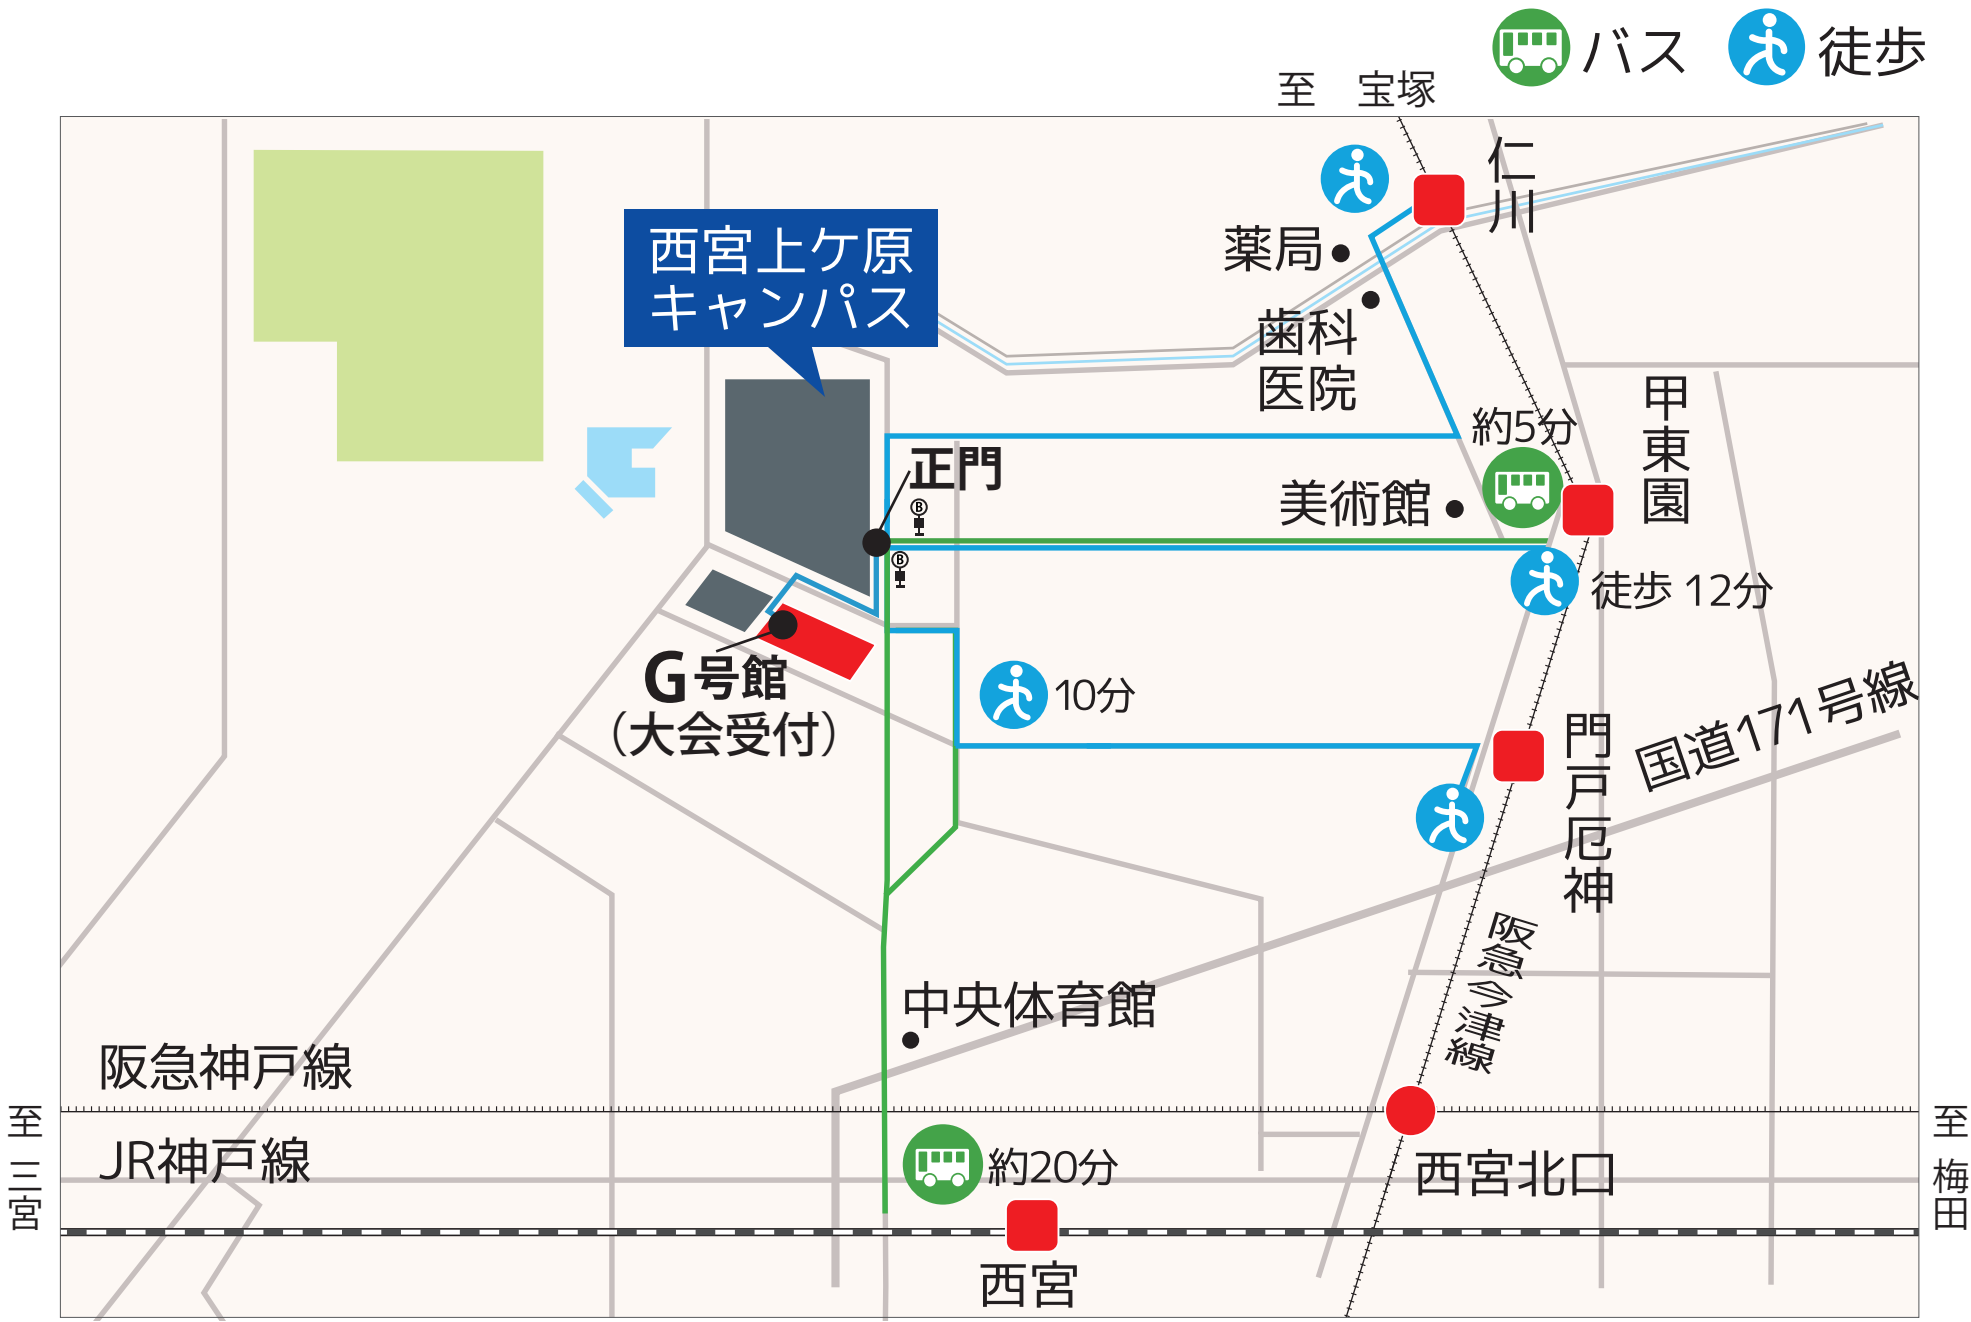 バス
徒歩
至 宝塚
仁川
薬局
西宮上ケ原
キャンパス
歯科
医院
甲東園
約5分
正門
美術館
B
B
徒歩 12分
G号館
(大会受付)
10分
国道171号線
門戸厄神
阪急今津線
中央体育館
阪急神戸線
至 三宮
至 梅田
JR神戸線
約20分
西宮北口
西宮